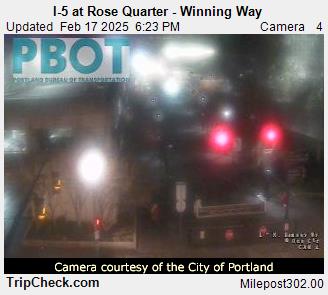 I-5 at Rose Quarter - Winning Way
Updated Feb 17 2025 6:23 PM Camera 4
PBOT
PORTLAND BUREAU OF TRANSPORTATION
Camera courtesy of the City of Portland
TripCheck.com Milepost302.00